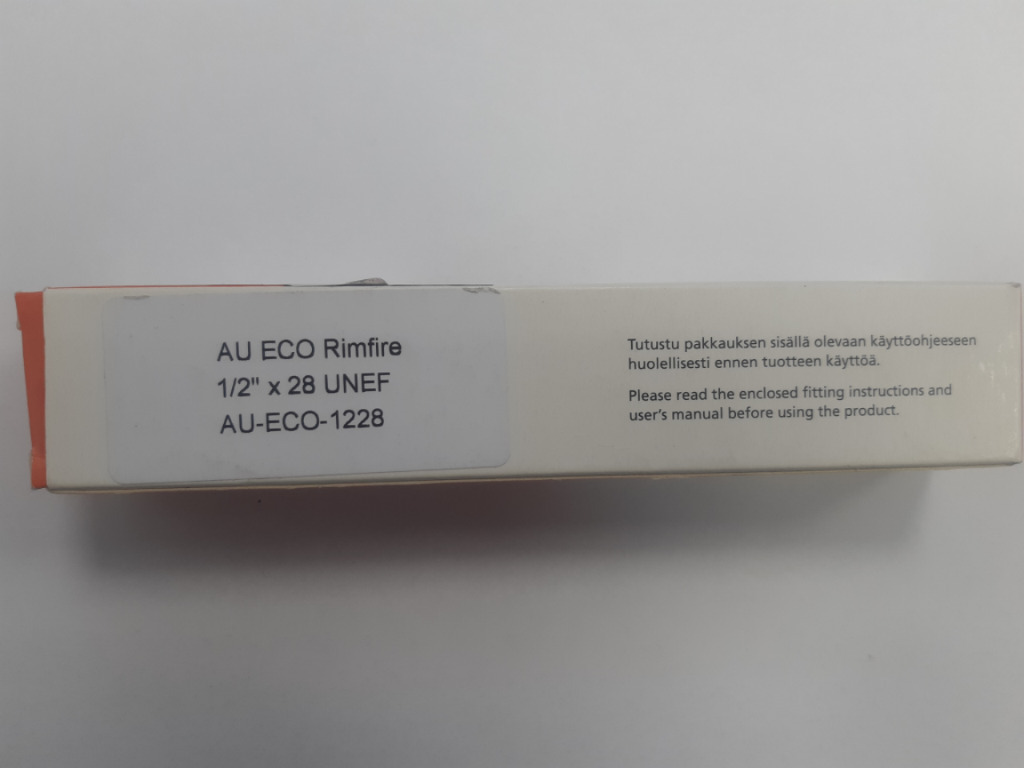 AU ECO Rimfire
1/2" x 28 UNEF
AU-ECO-1228
Tutustu pakkauksen sisällä olevaan käyttöohjeeseen
huolellisesti ennen tuotteen käyttöä.
Please read the enclosed fitting instructions and
user's manual before using the product.